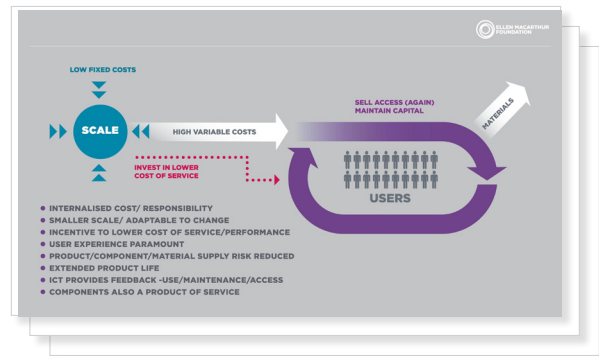 ELLEN MACARTHUR
FOUNDATION
LOW FIXED COSTS
SCALE
HIGH VARIABLE COSTS
SELL ACCESS (AGAIN)
MAINTAIN CAPITAL
MATERIALS
INVEST IN LOWER
COST OF SERVICE
USERS
• INTERNALISED COST/ RESPONSIBILITY
• SMALLER SCALE/ ADAPTABLE TO CHANGE
• INCENTIVE TO LOWER COST OF SERVICE/PERFORMANCE
• USER EXPERIENCE PARAMOUNT
• PRODUCT/COMPONENT/MATERIAL SUPPLY RISK REDUCED
• EXTENDED PRODUCT LIFE
• ICT PROVIDES FEEDBACK -USE/MAINTENANCE/ACCESS
• COMPONENTS ALSO A PRODUCT OF SERVICE